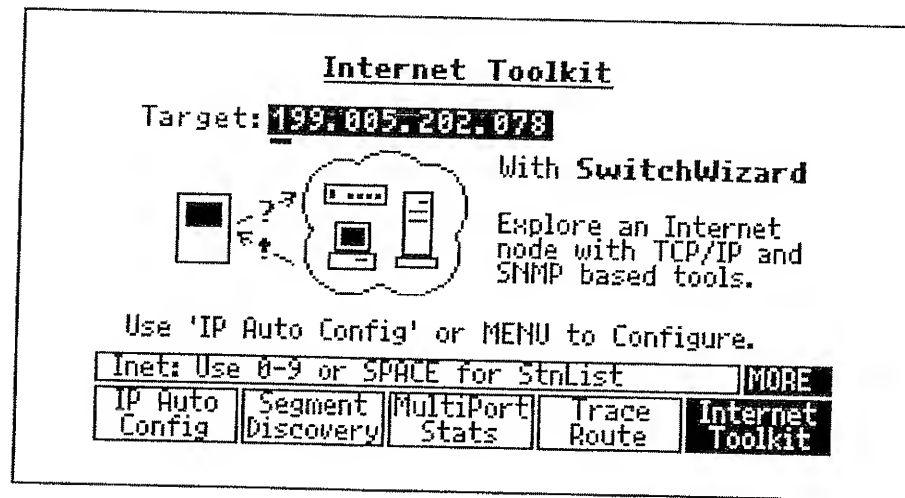 Internet Toolkit
Target: 199.005.202.078
With SwitchWizard
Explore an Internet
node with TCP/IP and
SNMP based tools.
Use 'IP Auto Config' or MENU to Configure.
Inet: Use 0-9 or SPACE for StnList MORE
IP Auto Config
Segment Discovery
MultiPort Stats
Trace Route
Internet Toolkit